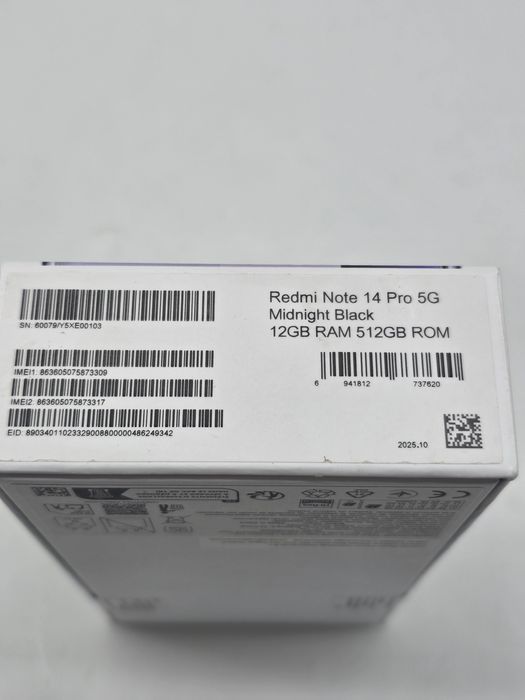 SN: 60079/Y5XE00103
IMEI1: 863605075873309
IMEI2: 863605075873317
EID: 89034011023329008800000486249342
Redmi Note 14 Pro 5G
Midnight Black
12GB RAM 512GB ROM
6 941812 737620
2025.10